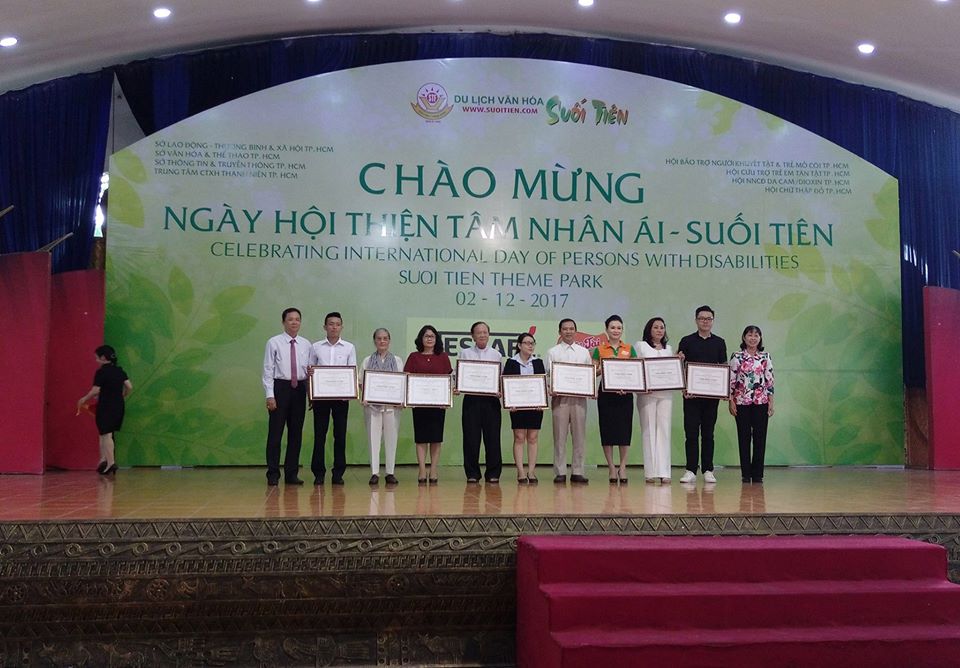 DU LỊCH VĂN HÓA
WWW.SUOITIEN.COM
SUỐI TIÊN
SỞ LAO ĐỘNG - THƯƠNG BINH & XÃ HỘI TP.HCM
SỞ VĂN HÓA & THỂ THAO TP.HCM
SỞ THÔNG TIN & TRUYỀN THÔNG TP.HCM
TRUNG TÂM CTXH THANH NIÊN TP. HCM
HỘI BẢO TRỢ NGƯỜI KHUYẾT TẬT & TRẺ MỒ CÔI TP.HCM
HỘI CỨU TRỢ TRẺ EM TÀN TẬT TP.HCM
HỘI NNCĐ DA CAM/DIOXIN TP.HCM
HỘI CHỮ THẬP ĐỎ TP.HCM
CHÀO MỪNG
NGÀY HỘI THIỆN TÂM NHÂN ÁI - SUỐI TIÊN
CELEBRATING INTERNATIONAL DAY OF PERSONS WITH DISABILITIES
SUOI TIEN THEME PARK
02 - 12 - 2017